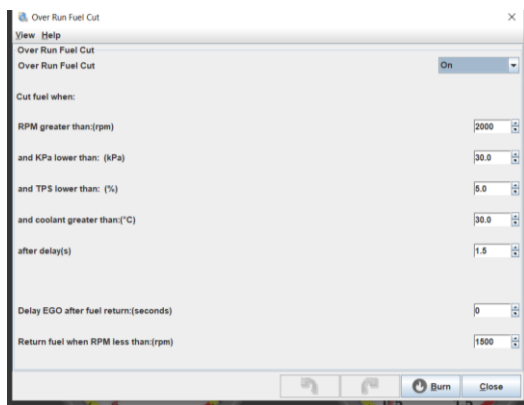 Over Run Fuel Cut
View Help
Over Run Fuel Cut
Over Run Fuel Cut On
Cut fuel when:
RPM greater than:(rpm) 2000
and KPa lower than: (kPa) 30.0
and TPS lower than: (%) 5.0
and coolant greater than:(°C) 30.0
after delay(s) 1.5
Delay EGO after fuel return:(seconds) 0
Return fuel when RPM less than:(rpm) 1500
Burn Close